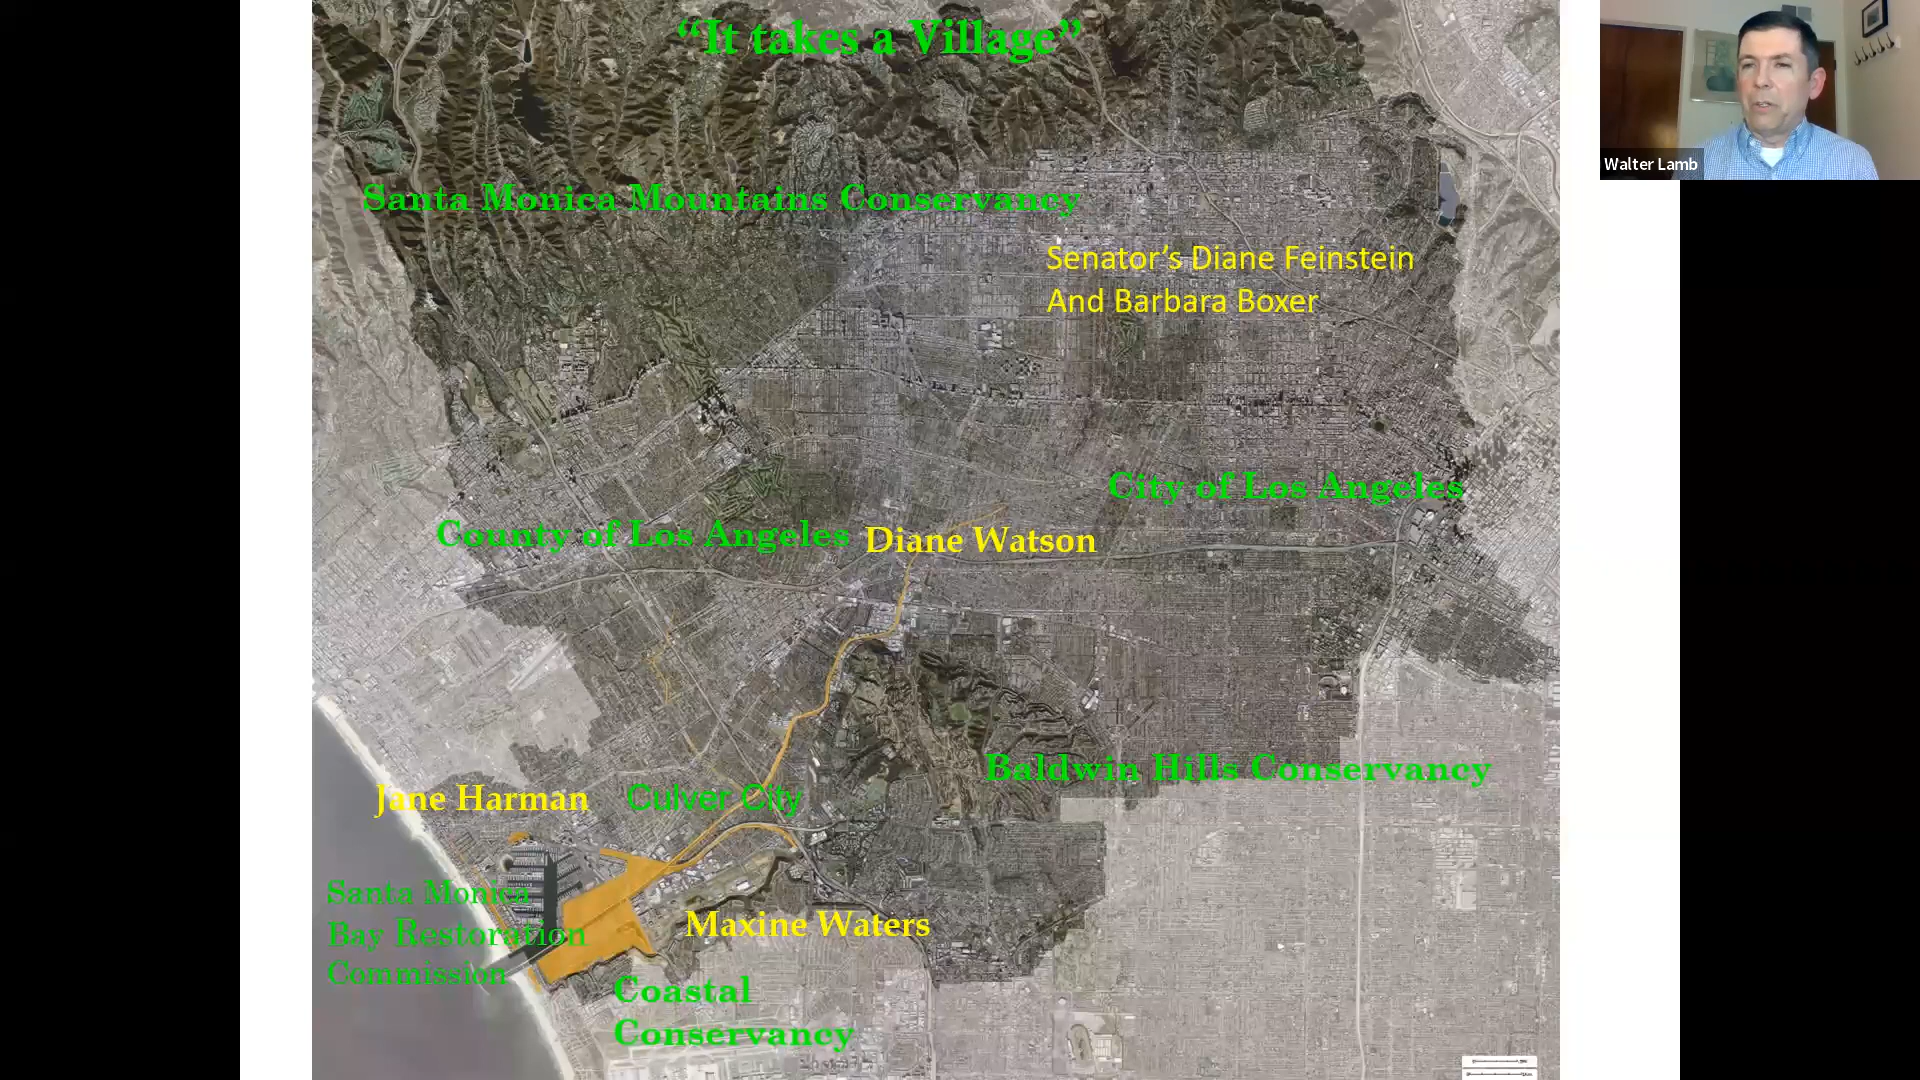 “It takes a Village”
Walter Lamb
Santa Monica Mountains Conservancy
Senator’s Diane Feinstein
And Barbara Boxer
City of Los Angeles
County of Los Angeles
Diane Watson
Baldwin Hills Conservancy
Jane Harman
Culver City
Santa Monica
Bay Restoration
Commission
Maxine Waters
Coastal
Conservancy